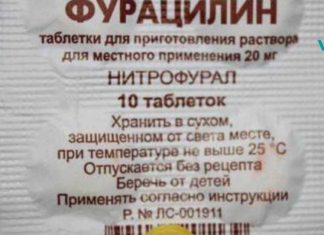 ФУРАЦИЛИН
таблетки для приготовления раствора
для местного применения 20 мг
НИТРОФУРАЛ
10 таблеток
Хранить в сухом,
защищенном от света месте,
при температуре не выше 25 °С
Отпускается без рецепта
Беречь от детей
Применять согласно инструкции
Р. № ЛС-001911